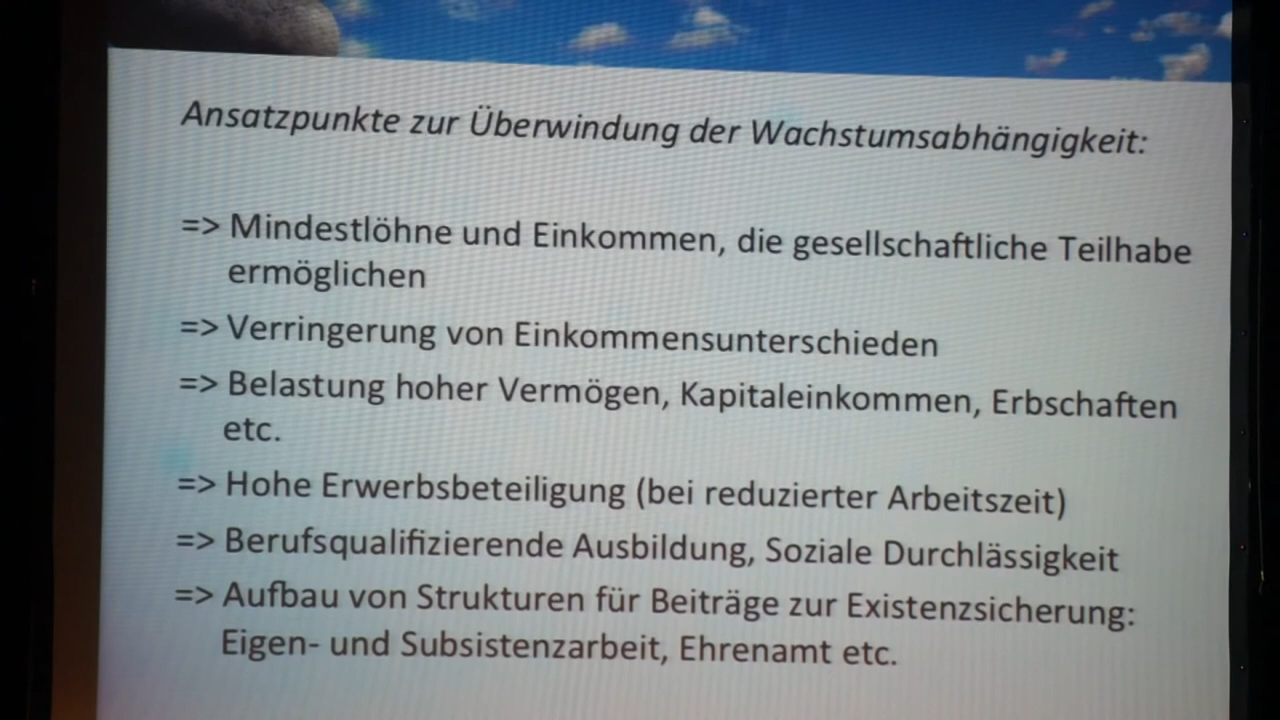 Ansatzpunkte zur Überwindung der Wachstumsabhängigkeit:
=> Mindestlöhne und Einkommen, die gesellschaftliche Teilhabe
ermöglichen
=> Verringerung von Einkommensunterschieden
=> Belastung hoher Vermögen, Kapitaleinkommen, Erbschaften
etc.
=> Hohe Erwerbsbeteiligung (bei reduzierter Arbeitszeit)
=> Berufsqualifizierende Ausbildung, Soziale Durchlässigkeit
=> Aufbau von Strukturen für Beiträge zur Existenzsicherung:
Eigen- und Subsistenzarbeit, Ehrenamt etc.